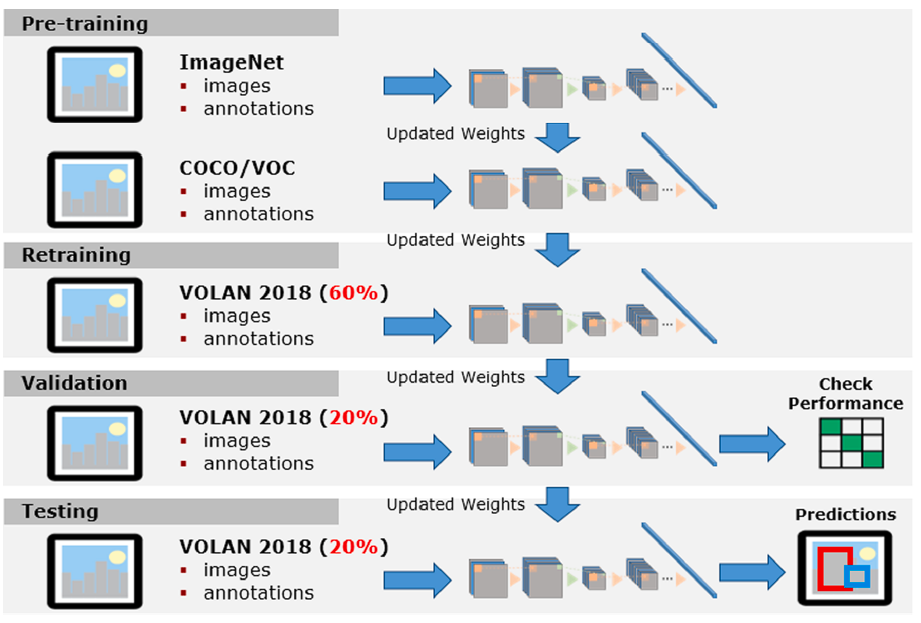 Pre-training
ImageNet
▪ images
▪ annotations
Updated Weights
COCO/VOC
▪ images
▪ annotations
Updated Weights
Retraining
VOLAN 2018 (60%)
▪ images
▪ annotations
Updated Weights
Validation
VOLAN 2018 (20%)
▪ images
▪ annotations
Check
Performance
Updated Weights
Testing
VOLAN 2018 (20%)
▪ images
▪ annotations
Predictions